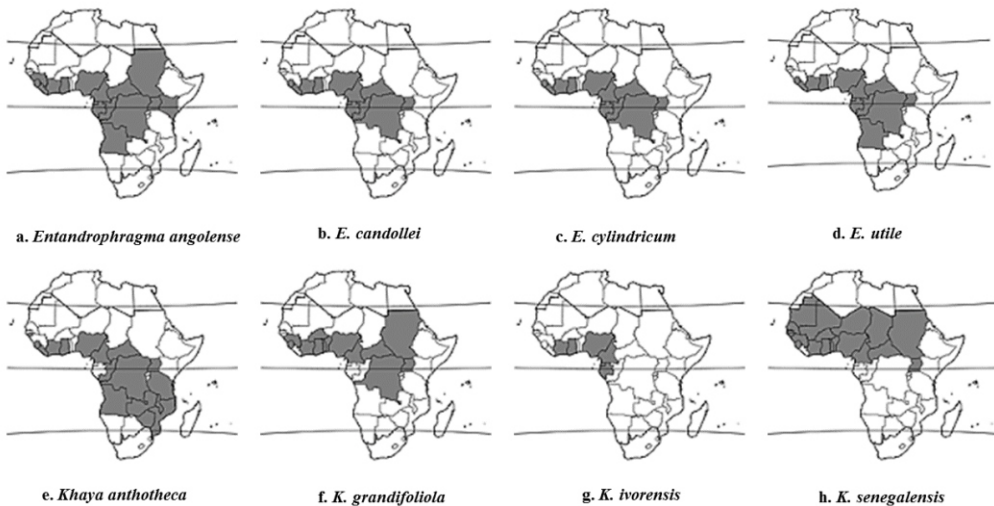 a. Entandrophragma angolense
b. E. candollei
c. E. cylindricum
d. E. utile
e. Khaya anthotheca
f. K. grandifoliola
g. K. ivorensis
h. K. senegalensis